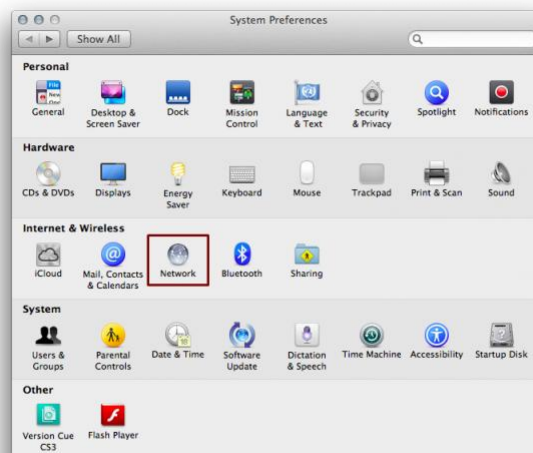 System Preferences
Show All
Personal
File
New
General
Desktop &
Screen Saver
Dock
Mission
Control
Language
& Text
Security
& Privacy
Spotlight
Notifications
Hardware
CDs & DVDs
Displays
Energy
Saver
Keyboard
Mouse
Trackpad
Print & Scan
Sound
Internet & Wireless
iCloud
Mail, Contacts
& Calendars
Network
Bluetooth
Sharing
System
Users &
Groups
Parental
Controls
Date & Time
Software
Update
Dictation
& Speech
Time Machine
Accessibility
Startup Disk
Other
Version Cue
CS3
Flash Player